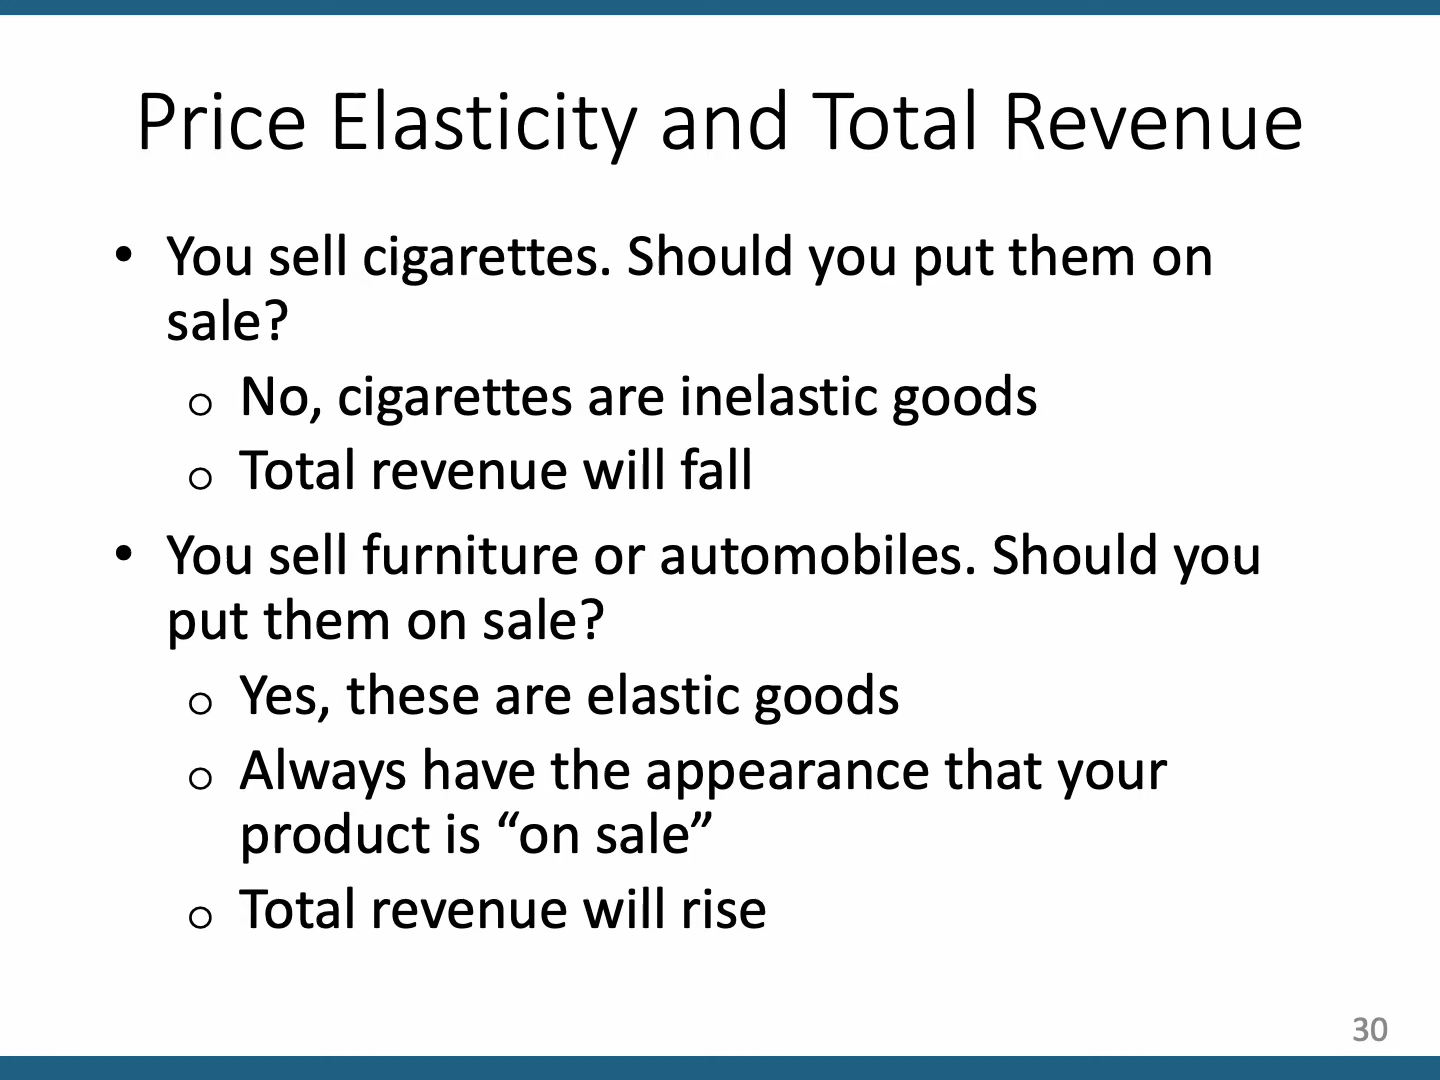 Price Elasticity and Total Revenue
• You sell cigarettes. Should you put them on
sale?
o No, cigarettes are inelastic goods
o Total revenue will fall
• You sell furniture or automobiles. Should you
put them on sale?
o Yes, these are elastic goods
o Always have the appearance that your
product is “on sale”
o Total revenue will rise
30